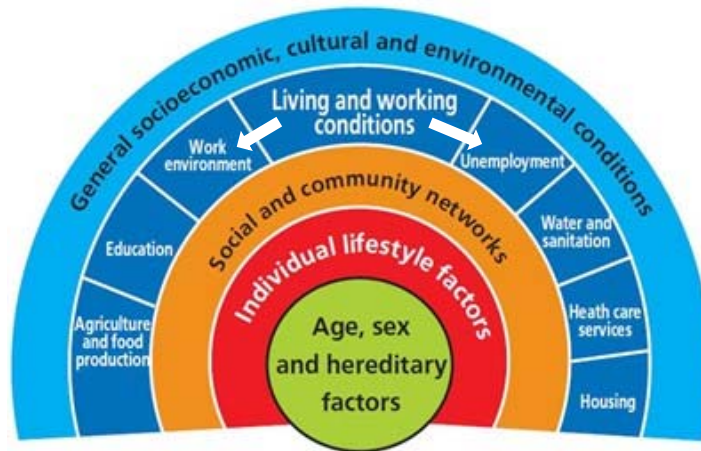 General socioeconomic, cultural and environmental conditions
Living and working
conditions
Work
environment
Unemployment
Education
Water and
sanitation
Agriculture
and food
production
Heath care
services
Housing
Social and community networks
Individual lifestyle factors
Age, sex
and hereditary
factors